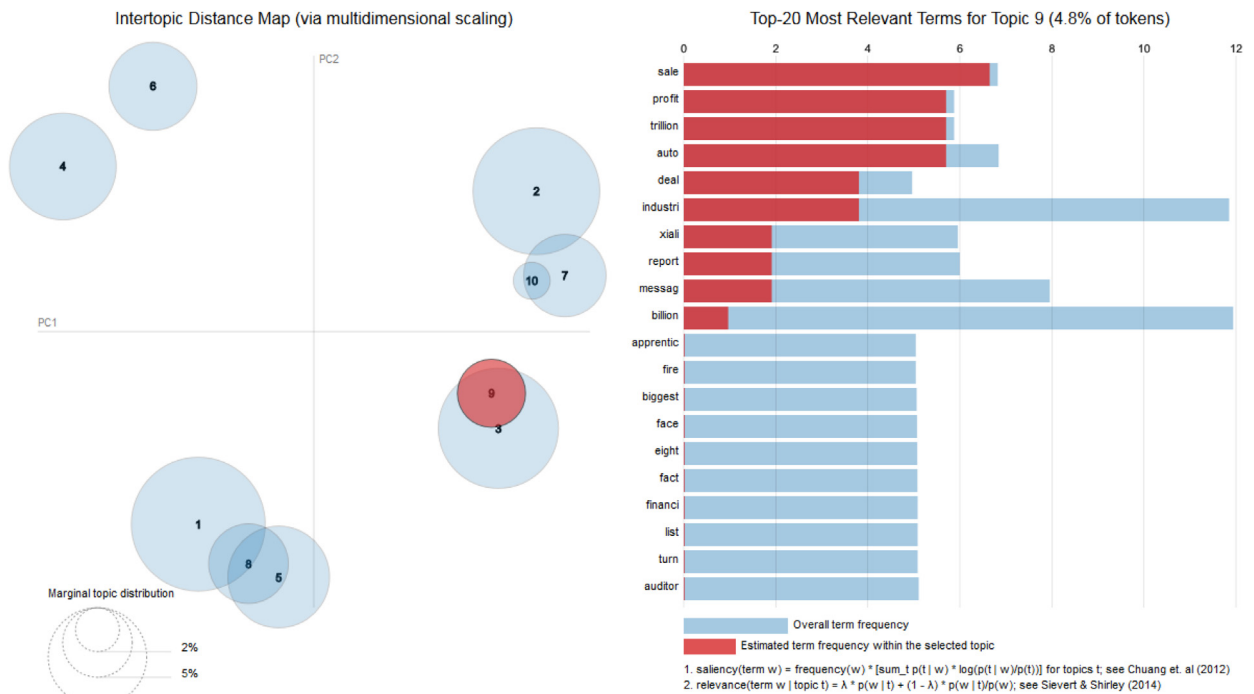 Intertopic Distance Map (via multidimensional scaling)
PC2
PC1
6
4
2
7
10
9
3
1
8
5
Marginal topic distribution
2%
5%
Top-20 Most Relevant Terms for Topic 9 (4.8% of tokens)
0 2 4 6 8 10 12
sale
profit
trillion
auto
deal
industri
xiali
report
messag
billion
apprentic
fire
biggest
face
eight
fact
financi
list
turn
auditor
Overall term frequency
Estimated term frequency within the selected topic
1. saliency(term w) = frequency(w) * [sum_t p(t | w) * log(p(t | w)/p(t))] for topics t; see Chuang et. al (2012)
2. relevance(term w | topic t) = λ * p(w | t) + (1 - λ) * p(w | t)/p(w); see Sievert & Shirley (2014)